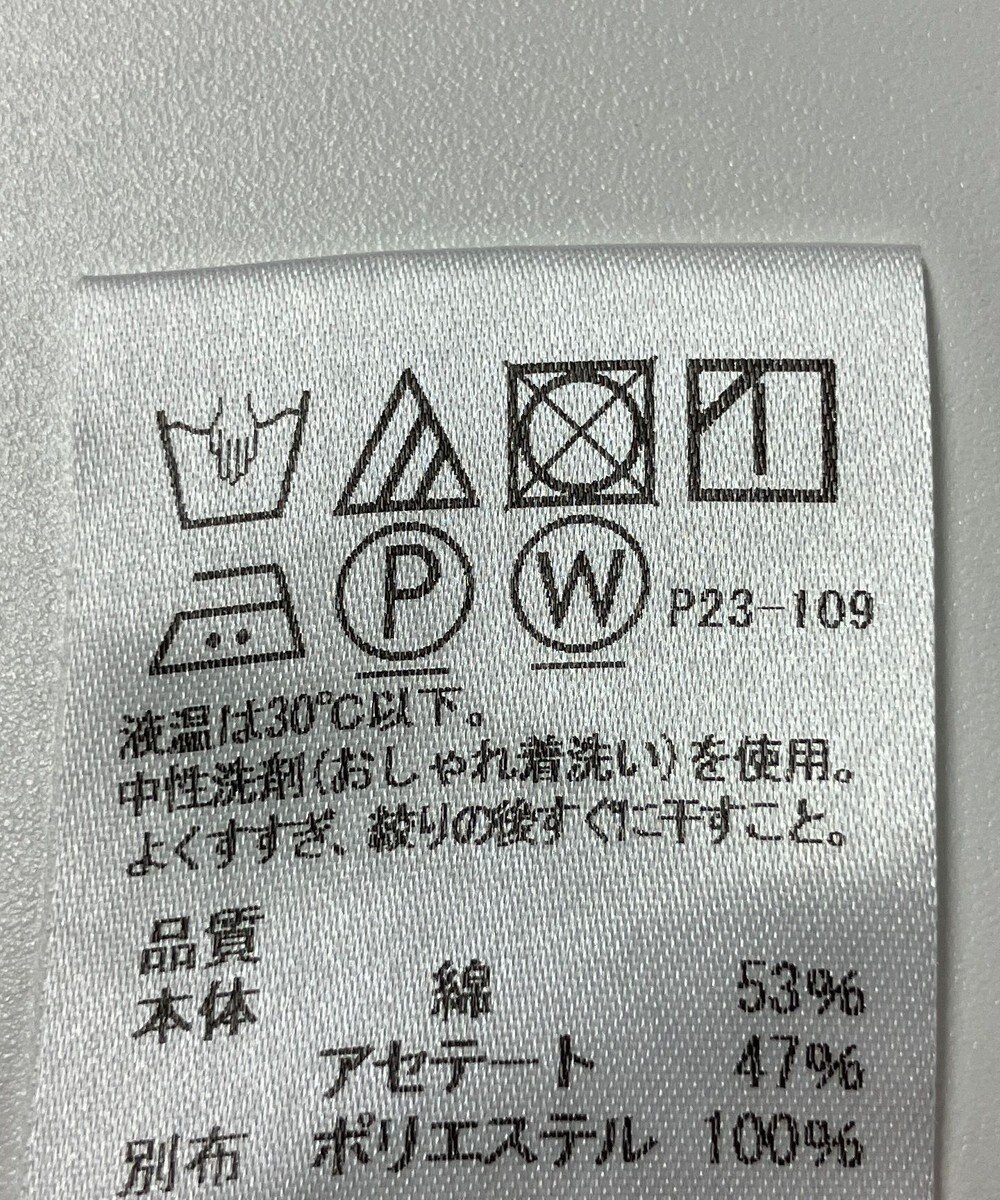 P W P23-109
液温は30℃以下。
中性洗剤(おしゃれ着洗い)を使用。
よくすすぎ、絞りの後すぐに干すこと。
品質
本体 綿 53%
アセテート 47%
別布 ポリエステル 100%